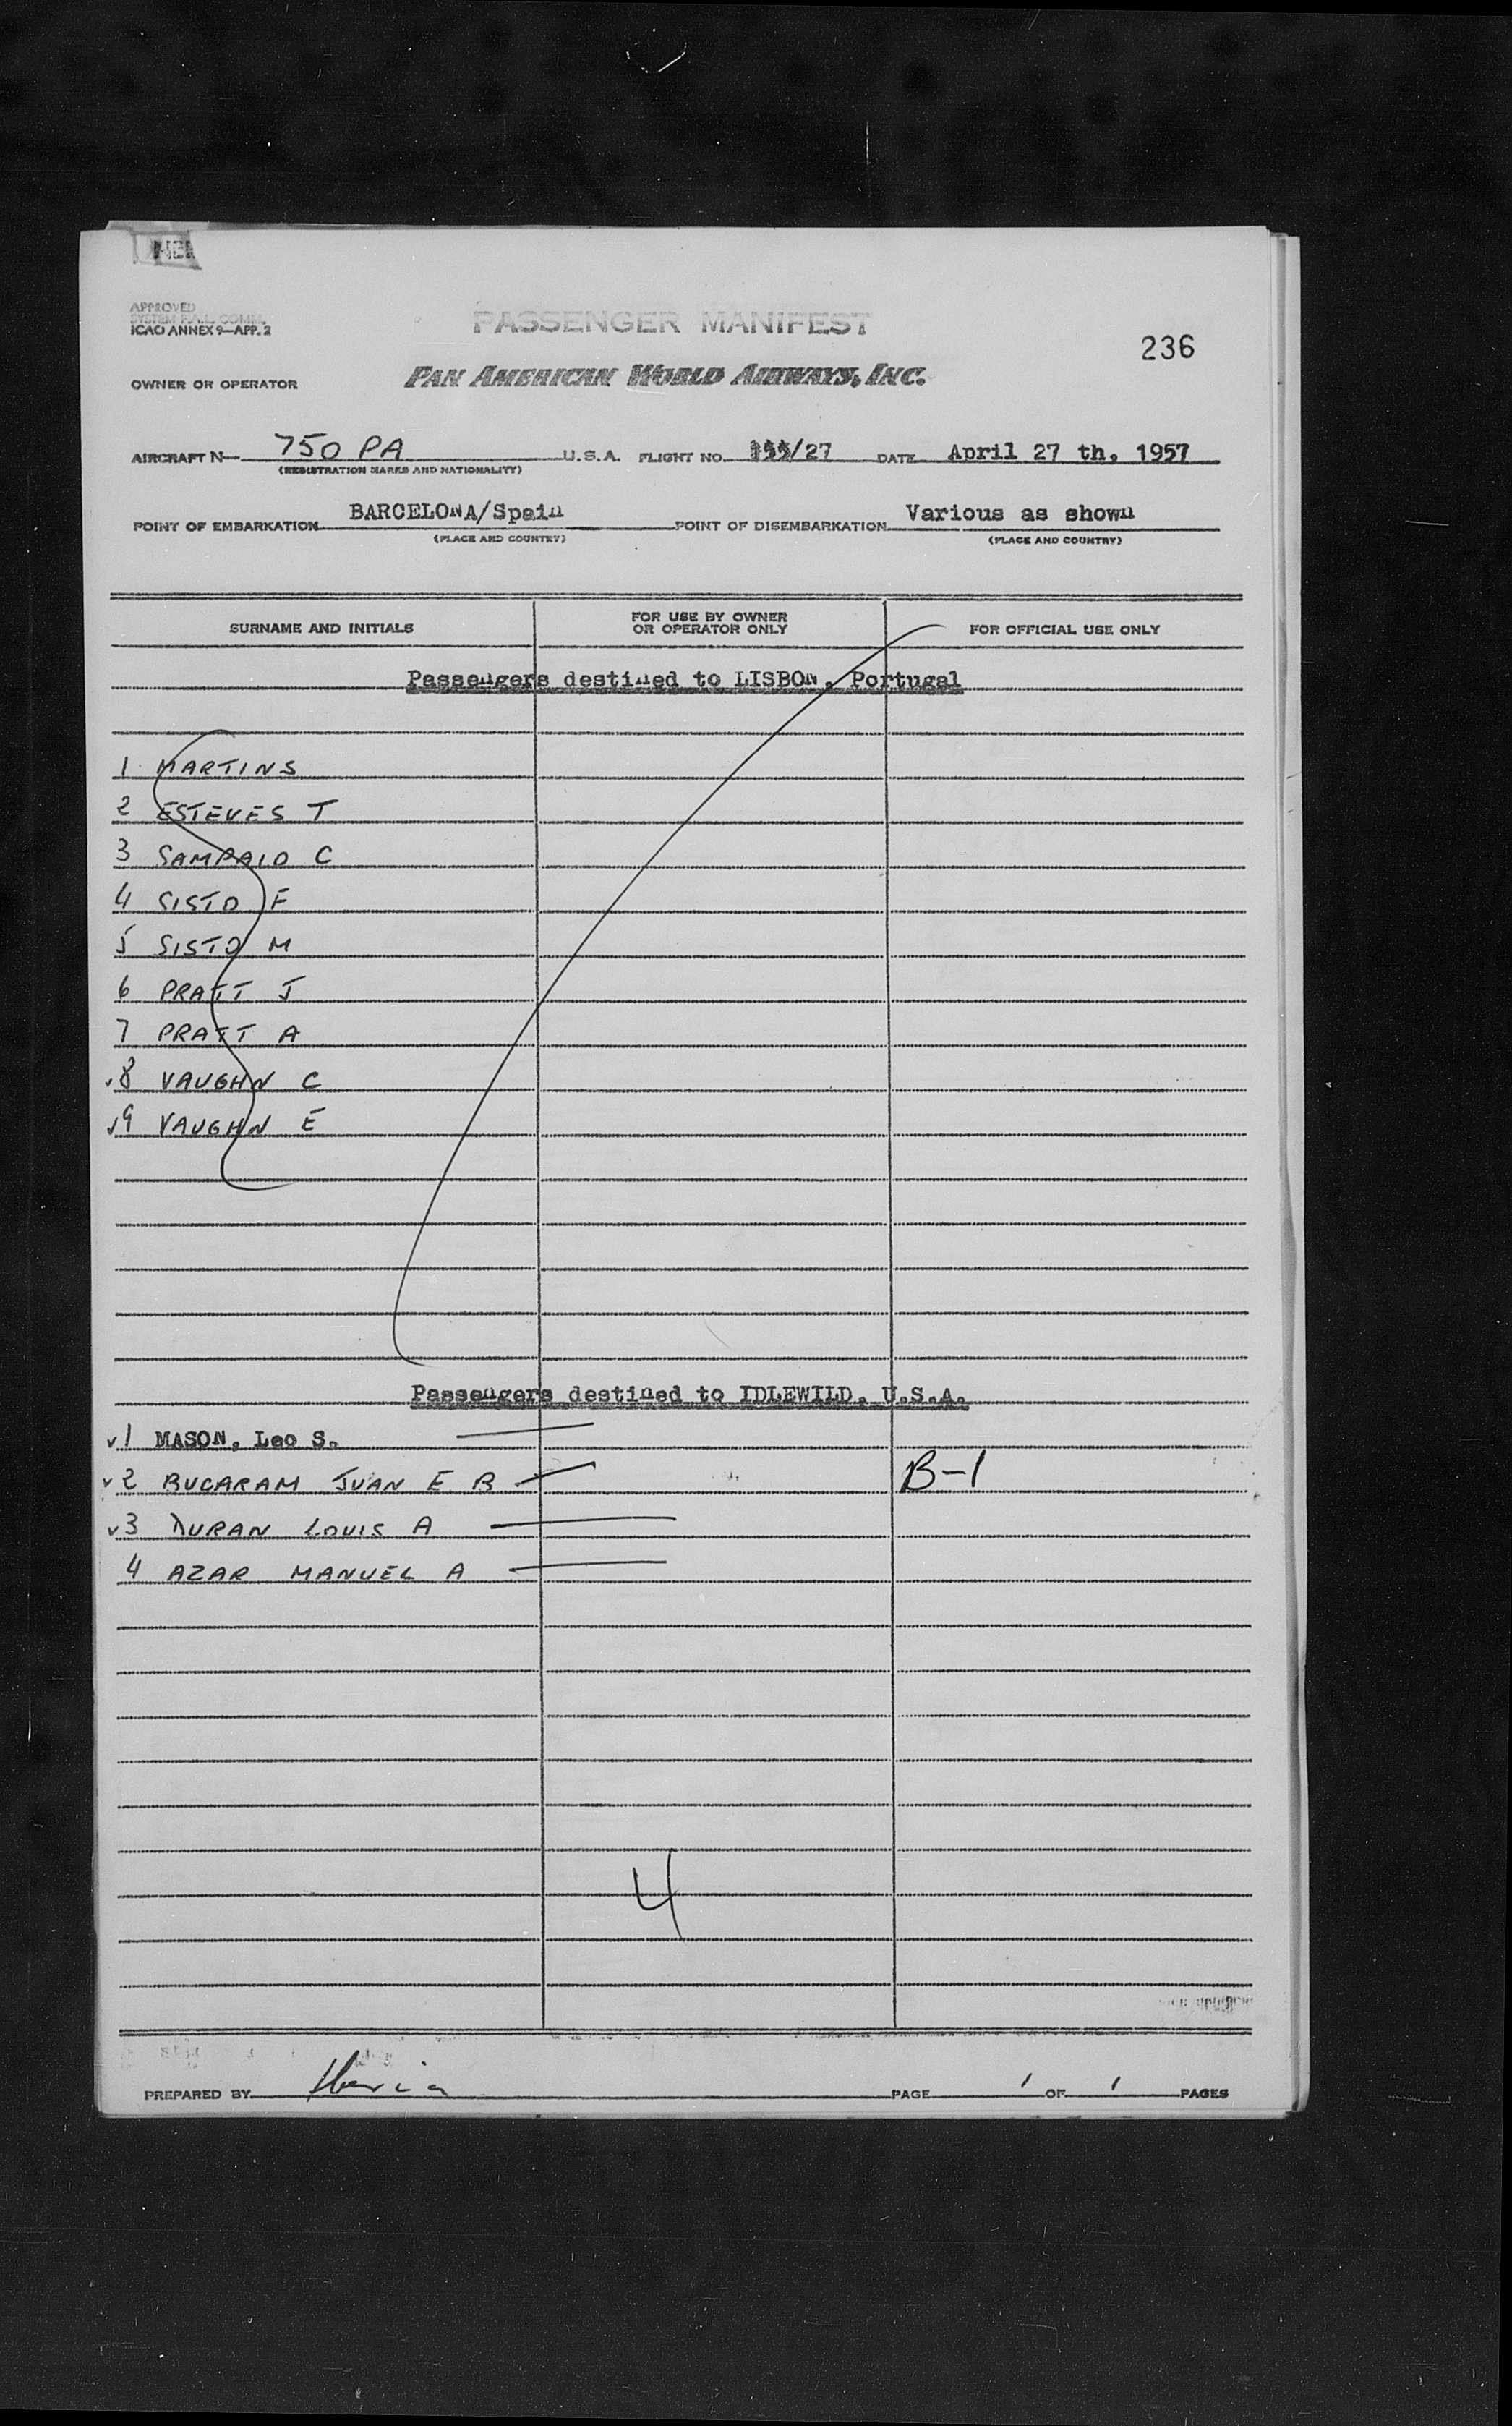 APPROVED
SYSTEM F.A.L. COMM.
ICAO ANNEX 9—APP. 2
PASSENGER MANIFEST
236
OWNER OR OPERATOR PAN AMERICAN WORLD AIRWAYS, INC.
AIRCRAFT N— 750 PA U.S.A. FLIGHT NO. 155/27 DATE April 27 th, 1957
(REGISTRATION MARKS AND NATIONALITY)
POINT OF EMBARKATION BARCELONA/Spain POINT OF DISEMBARKATION Various as shown
(PLACE AND COUNTRY) (PLACE AND COUNTRY)
SURNAME AND INITIALS FOR USE BY OWNER OR OPERATOR ONLY FOR OFFICIAL USE ONLY
Passengers destined to LISBON, Portugal
1 MARTINS
2 ESTEVES T
3 SAMPAIO C
4 SISTO F
5 SISTO M
6 PRATT J
7 PRATT A
8 VAUGHN C
9 VAUGHN E
Passengers destined to IDLEWILD, U.S.A.
1 MASON, Leo S.
2 BUCARAM JUAN E B B-1
3 DURAN LOUIS A
4 AZAR MANUEL A
4
PREPARED BY Iberia PAGE 1 OF 1 PAGES